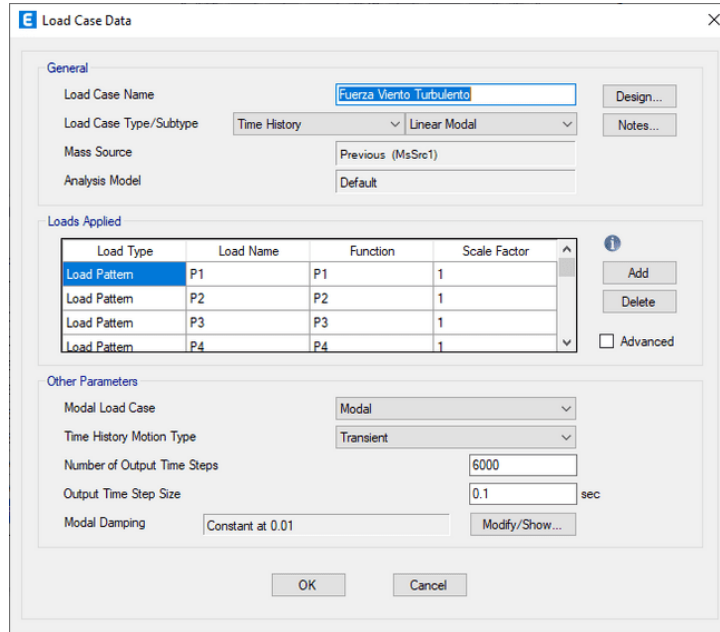 E Load Case Data
General
Load Case Name Fuerza Viento Turbulento Design...
Load Case Type/Subtype Time History Linear Modal Notes...
Mass Source Previous (MsSrc1)
Analysis Model Default
Loads Applied
Load Type Load Name Function Scale Factor
Load Pattern P1 P1 1 Add
Load Pattern P2 P2 1 Delete
Load Pattern P3 P3 1
Load Pattern P4 P4 1 Advanced
Other Parameters
Modal Load Case Modal
Time History Motion Type Transient
Number of Output Time Steps 6000
Output Time Step Size 0.1 sec
Modal Damping Constant at 0.01 Modify/Show...
OK Cancel